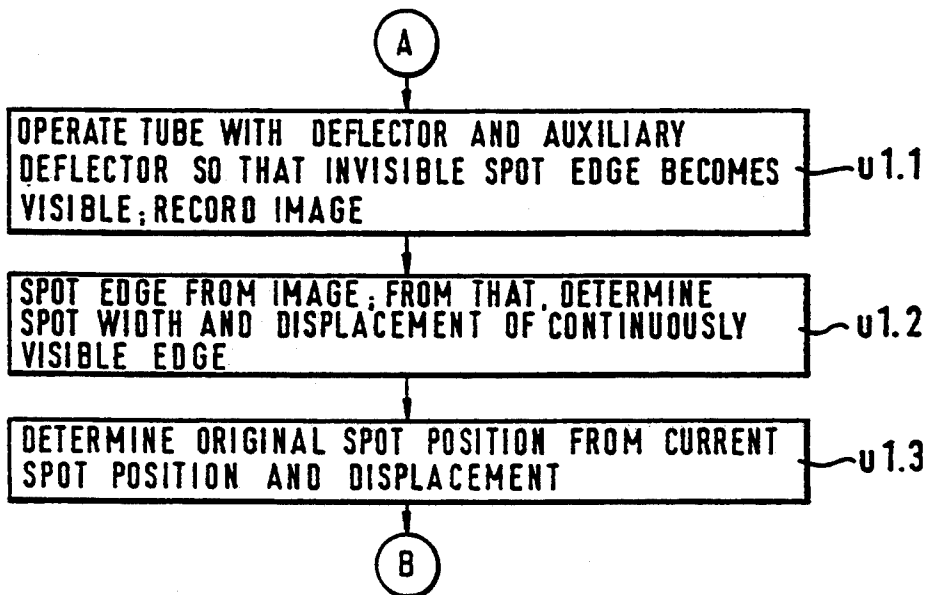 A
OPERATE TUBE WITH DEFLECTOR AND AUXILIARY
DEFLECTOR SO THAT INVISIBLE SPOT EDGE BECOMES
VISIBLE; RECORD IMAGE
u1.1
SPOT EDGE FROM IMAGE; FROM THAT, DETERMINE
SPOT WIDTH AND DISPLACEMENT OF CONTINUOUSLY
VISIBLE EDGE
u1.2
DETERMINE ORIGINAL SPOT POSITION FROM CURRENT
SPOT POSITION AND DISPLACEMENT
u1.3
B